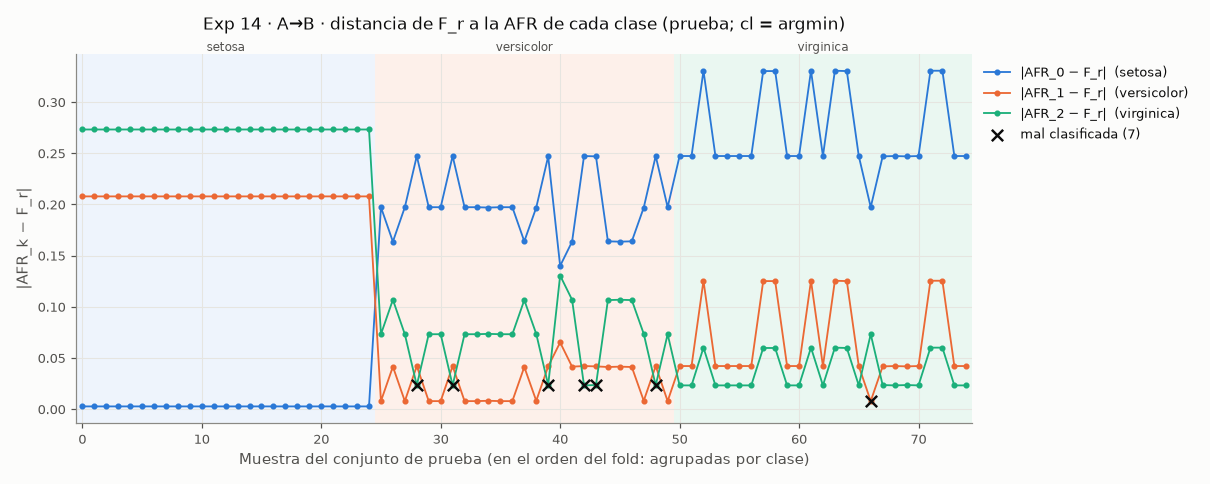 Exp 14 · A→B · distancia de F_r a la AFR de cada clase (prueba; cl = argmin)
setosa
versicolor
virginica
|AFR_0 − F_r| (setosa)
|AFR_1 − F_r| (versicolor)
|AFR_2 − F_r| (virginica)
mal clasificada (7)
|AFR_k − F_r|
0.30
0.25
0.20
0.15
0.10
0.05
0.00
0
10
20
30
40
50
60
70
Muestra del conjunto de prueba (en el orden del fold: agrupadas por clase)